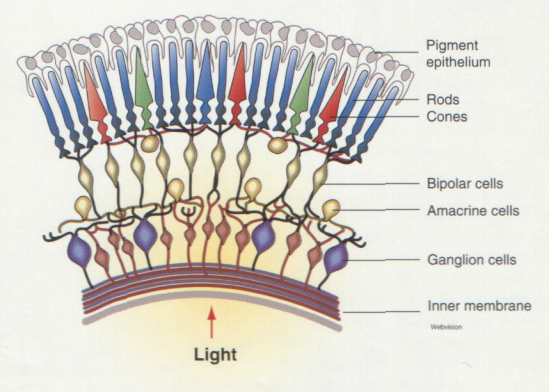 Pigment
epithelium
Rods
Cones
Bipolar cells
Amacrine cells
Ganglion cells
Inner membrane
Webvision
Light